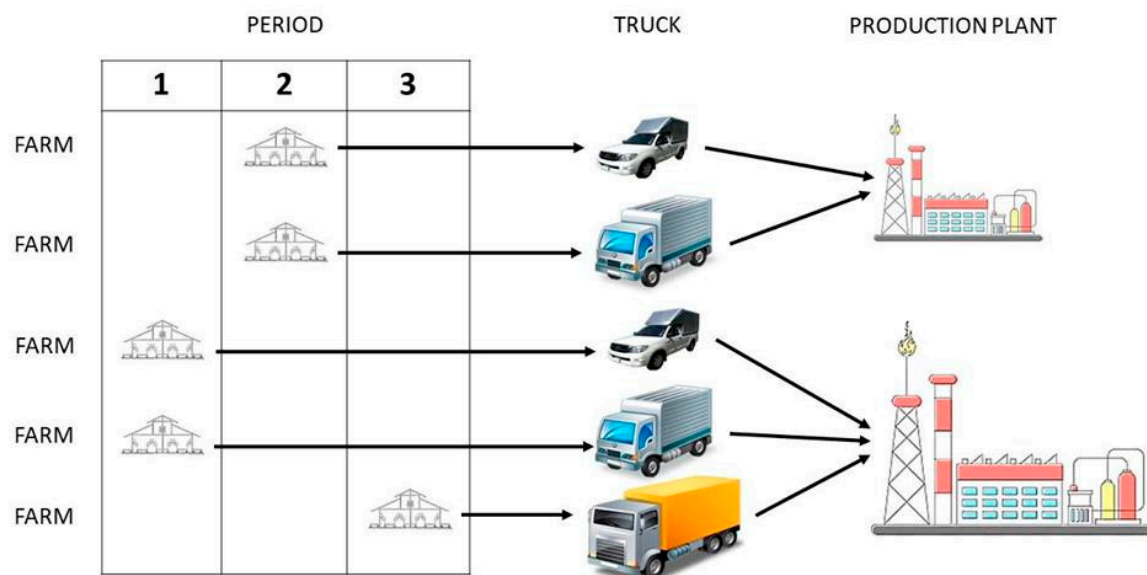 PERIOD TRUCK PRODUCTION PLANT
1 2 3
FARM
FARM
FARM
FARM
FARM